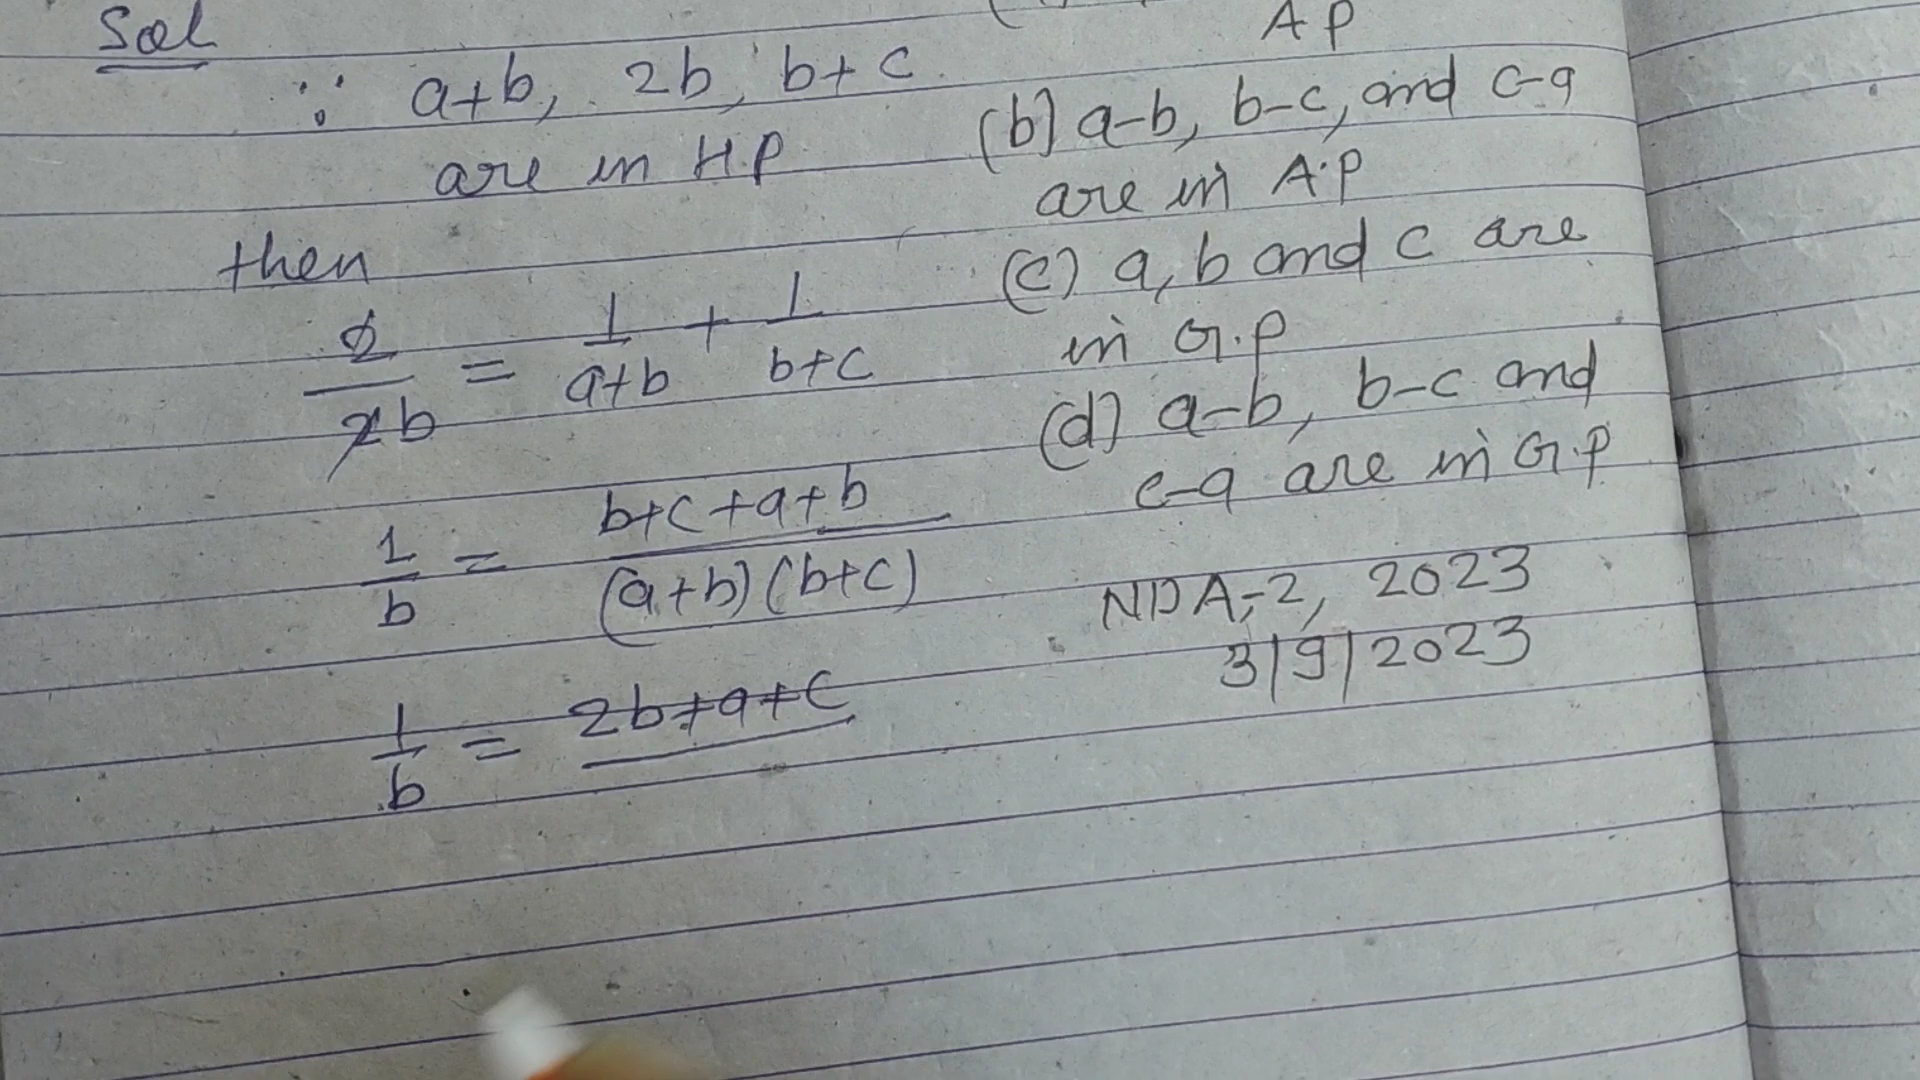 Sol
∵ a+b, 2b, b+c
are in H.P
then
2/2b = 1/a+b + 1/b+c
1/b = b+c+a+b/(a+b)(b+c)
1/b = 2b+a+c
AP
(b) a-b, b-c, and c-a
are in A.P
(c) a, b and c are
in G.P
(d) a-b, b-c and
c-a are in G.P
NDA-2, 2023
3/9/2023